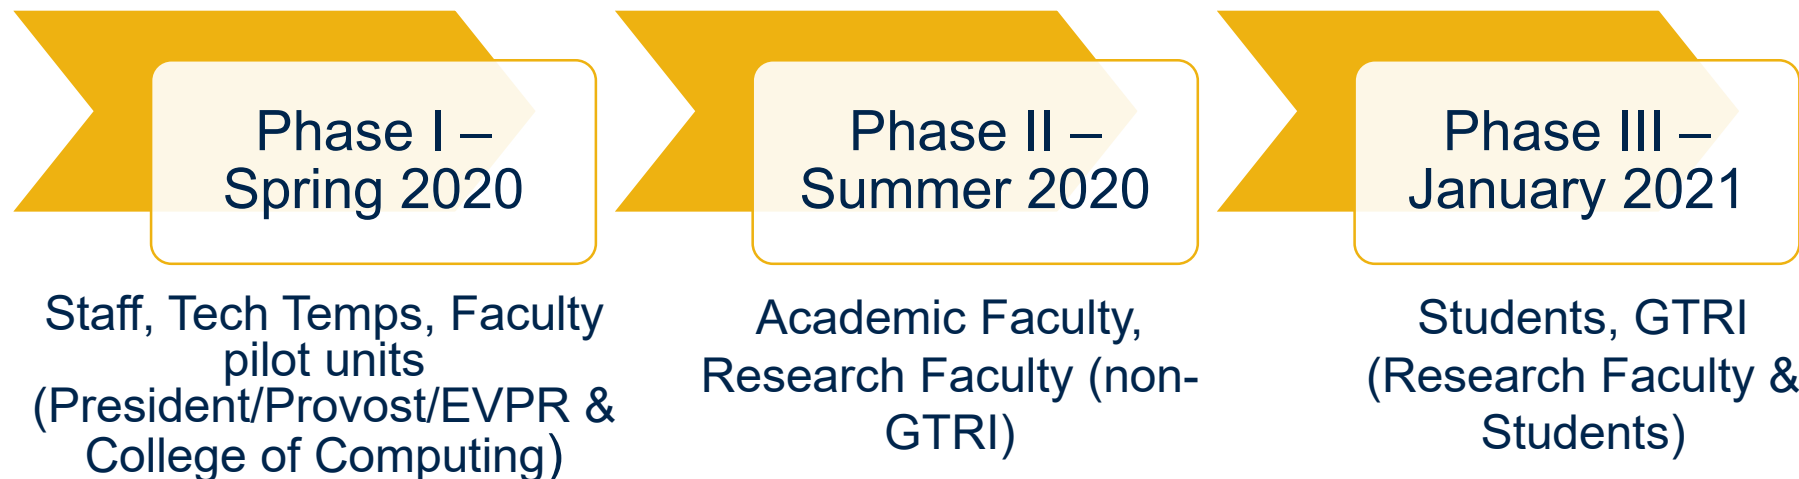 Phase I –
Spring 2020
Staff, Tech Temps, Faculty
pilot units
(President/Provost/EVPR &
College of Computing)
Phase II –
Summer 2020
Academic Faculty,
Research Faculty (non-
GTRI)
Phase III –
January 2021
Students, GTRI
(Research Faculty &
Students)